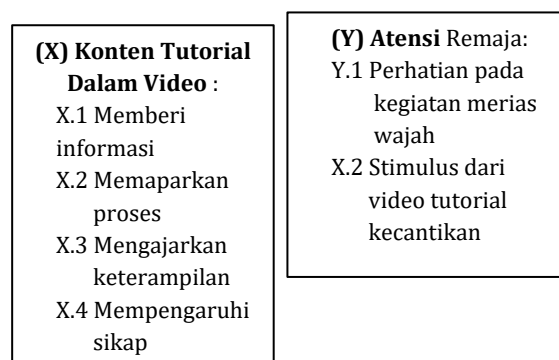 (X) Konten Tutorial
Dalam Video :
X.1 Memberi
informasi
X.2 Memaparkan
proses
X.3 Mengajarkan
keterampilan
X.4 Mempengaruhi
sikap
(Y) Atensi Remaja:
Y.1 Perhatian pada
kegiatan merias
wajah
X.2 Stimulus dari
video tutorial
kecantikan